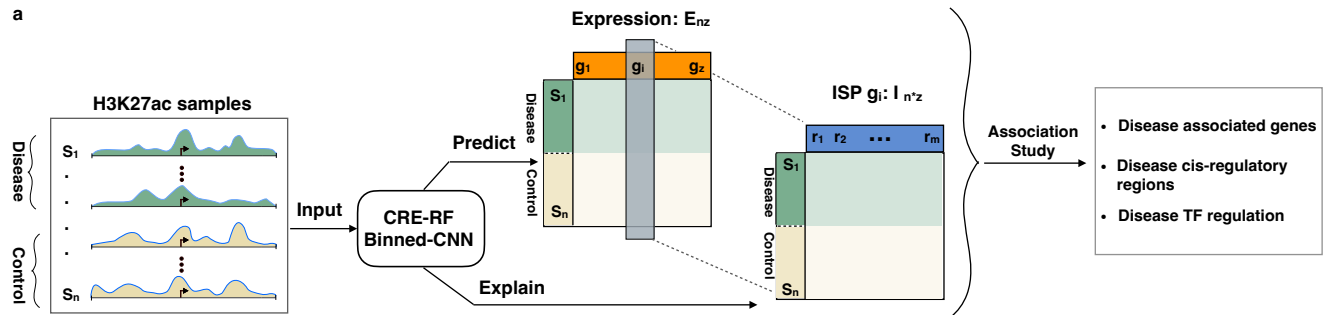 a
H3K27ac samples
Disease
Control
S1
.
.
.
.
Sn
Input
CRE-RF
Binned-CNN
Predict
Explain
Expression: Enz
g1 gi gz
S1
Sn
Disease
Control
ISP gi: I n*z
r1 r2 ••• rm
S1
Sn
Disease
Control
Association
Study
• Disease associated genes
• Disease cis-regulatory
regions
• Disease TF regulation